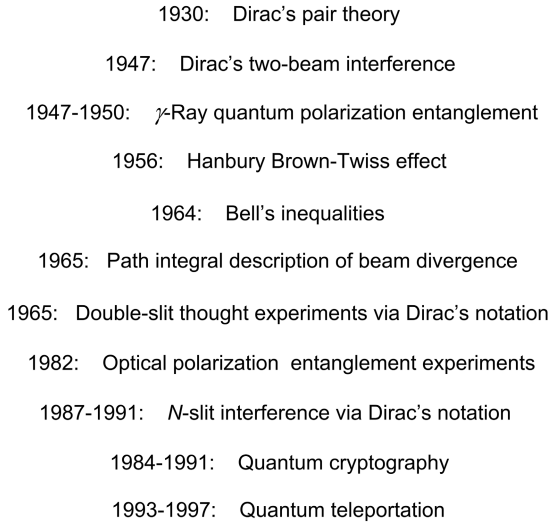 1930: Dirac's pair theory
1947: Dirac's two-beam interference
1947-1950: γ-Ray quantum polarization entanglement
1956: Hanbury Brown-Twiss effect
1964: Bell's inequalities
1965: Path integral description of beam divergence
1965: Double-slit thought experiments via Dirac's notation
1982: Optical polarization entanglement experiments
1987-1991: N-slit interference via Dirac's notation
1984-1991: Quantum cryptography
1993-1997: Quantum teleportation